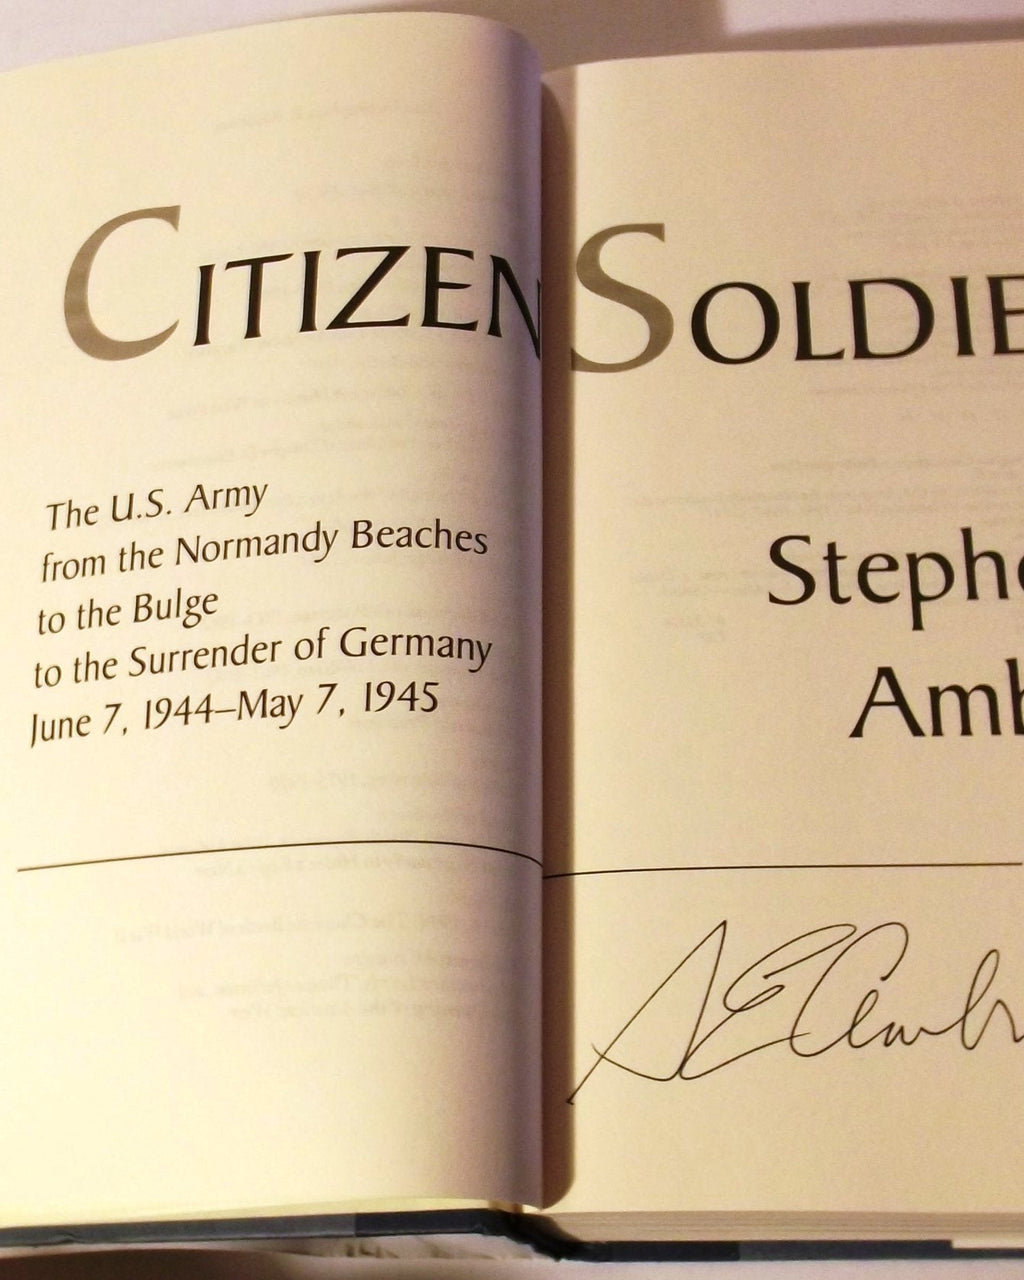 CITIZEN SOLDIE
The U.S. Army
from the Normandy Beaches
to the Bulge
to the Surrender of Germany
June 7, 1944–May 7, 1945
Steph
Amb
SEAmb